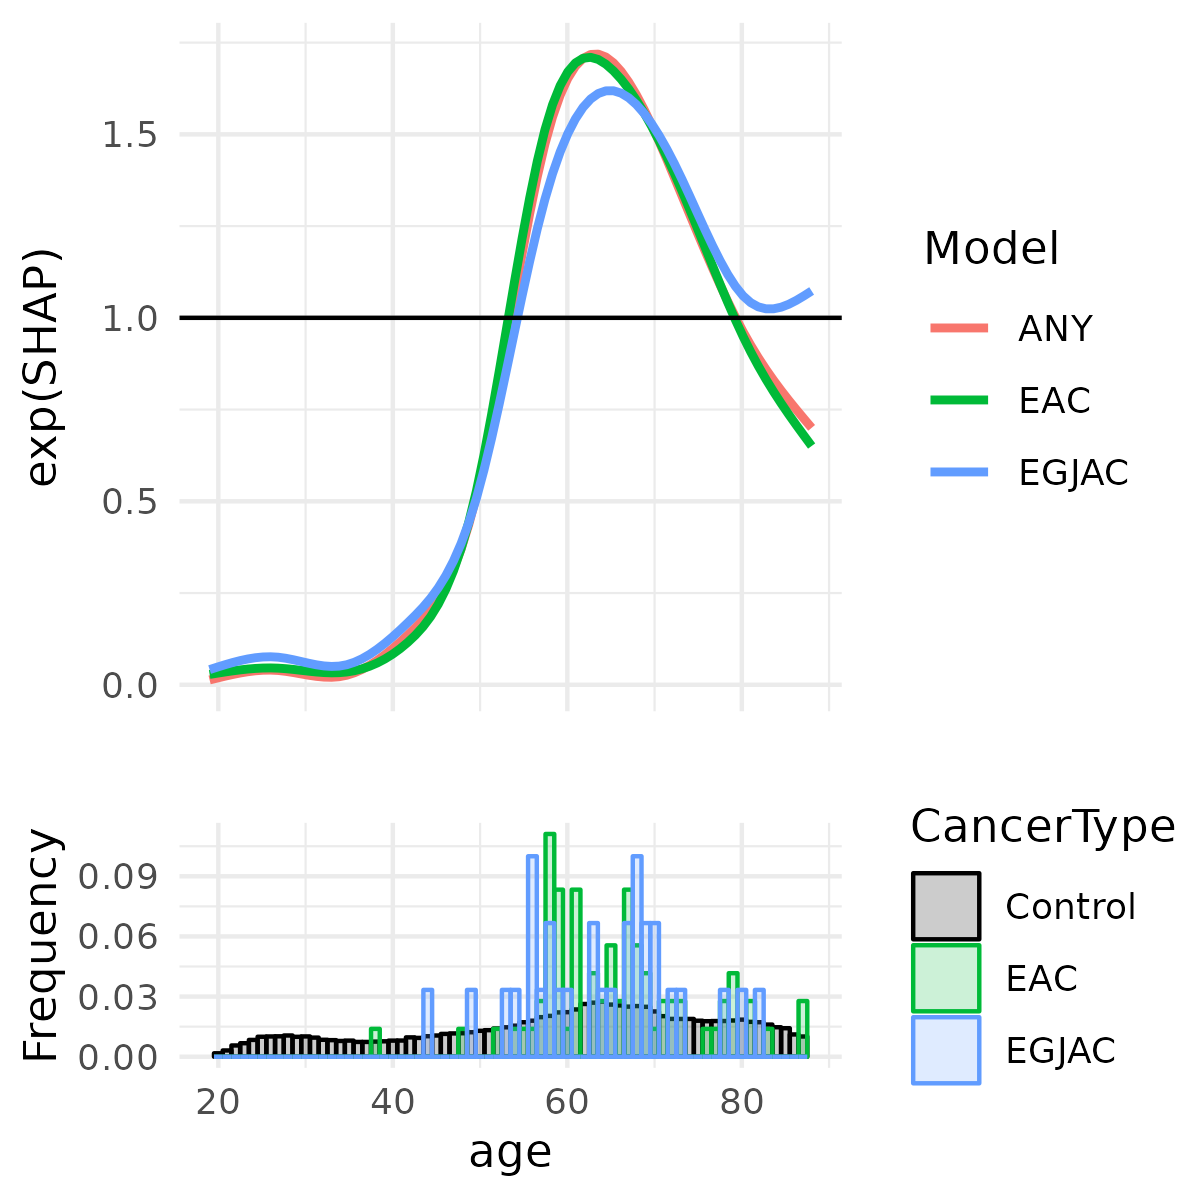 exp(SHAP)
1.5
1.0
0.5
0.0
Model
ANY
EAC
EGJAC
Frequency
0.09
0.06
0.03
0.00
20 40 60 80
age
CancerType
Control
EAC
EGJAC